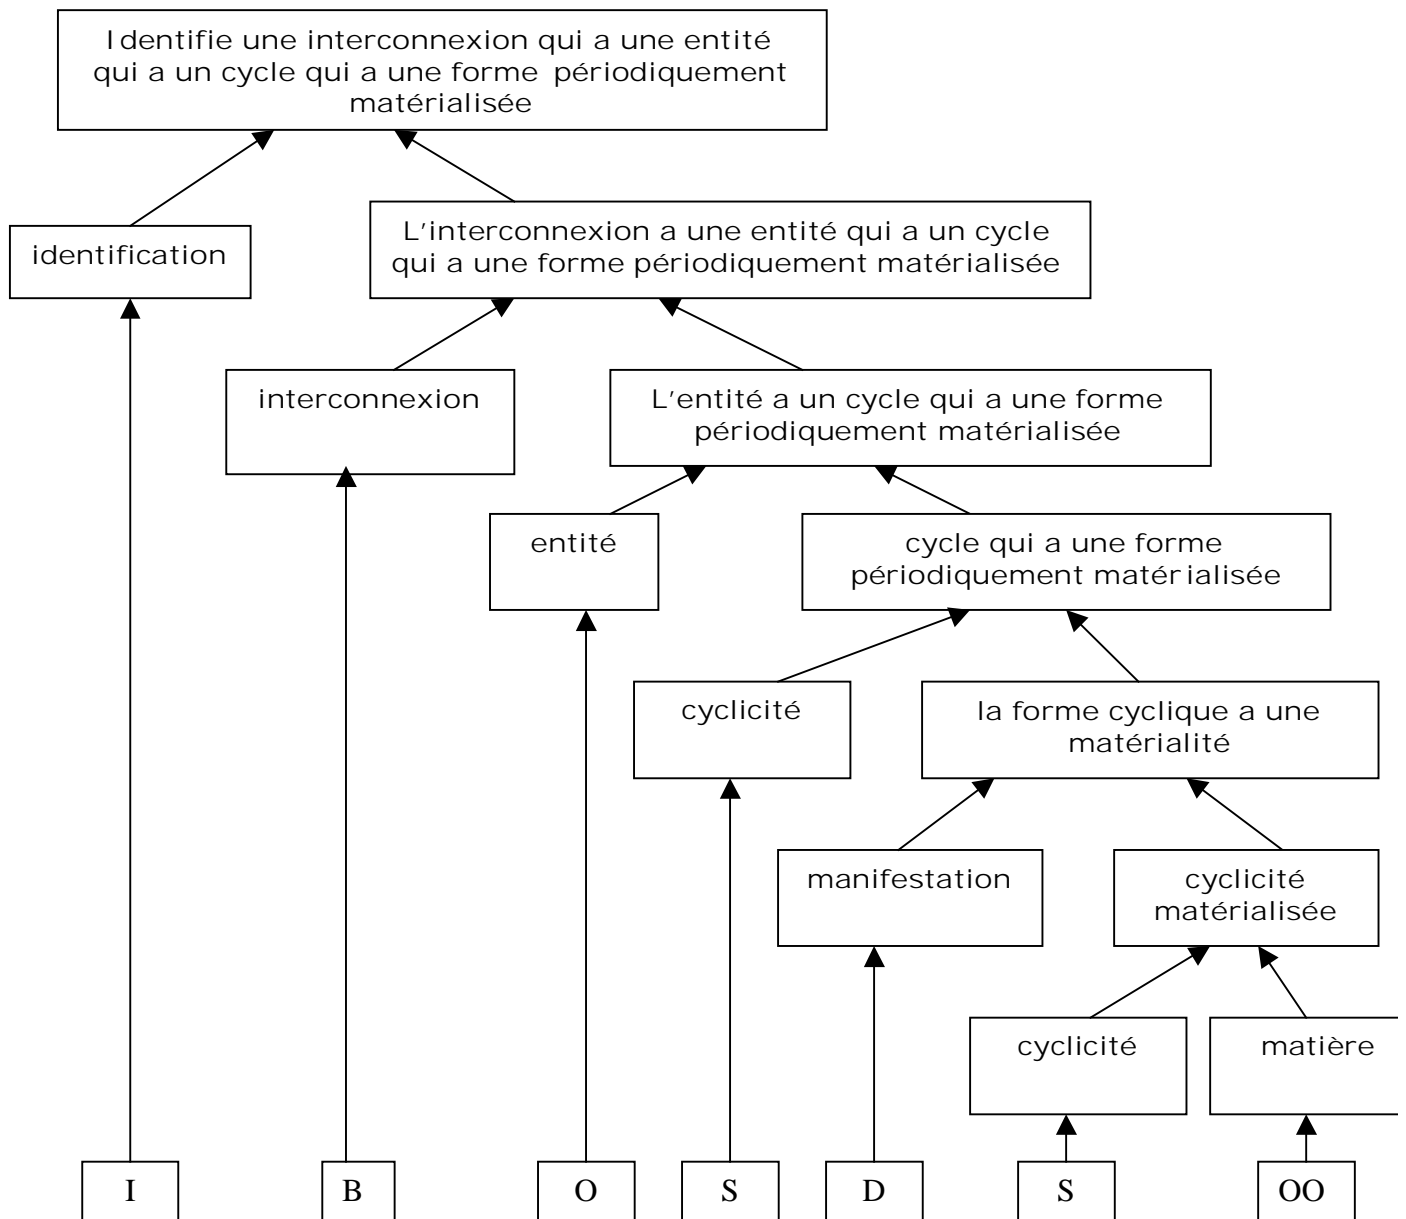 Identifie une interconnexion qui a une entité
qui a un cycle qui a une forme périodiquement
matérialisée
identification
L'interconnexion a une entité qui a un cycle
qui a une forme périodiquement matérialisée
interconnexion
L'entité a un cycle qui a une forme
périodiquement matérialisée
entité
cycle qui a une forme
périodiquement matérialisée
cyclicité
la forme cyclique a une
matérialité
manifestation
cyclicité
matérialisée
cyclicité
matière
I
B
O
S
D
S
OO